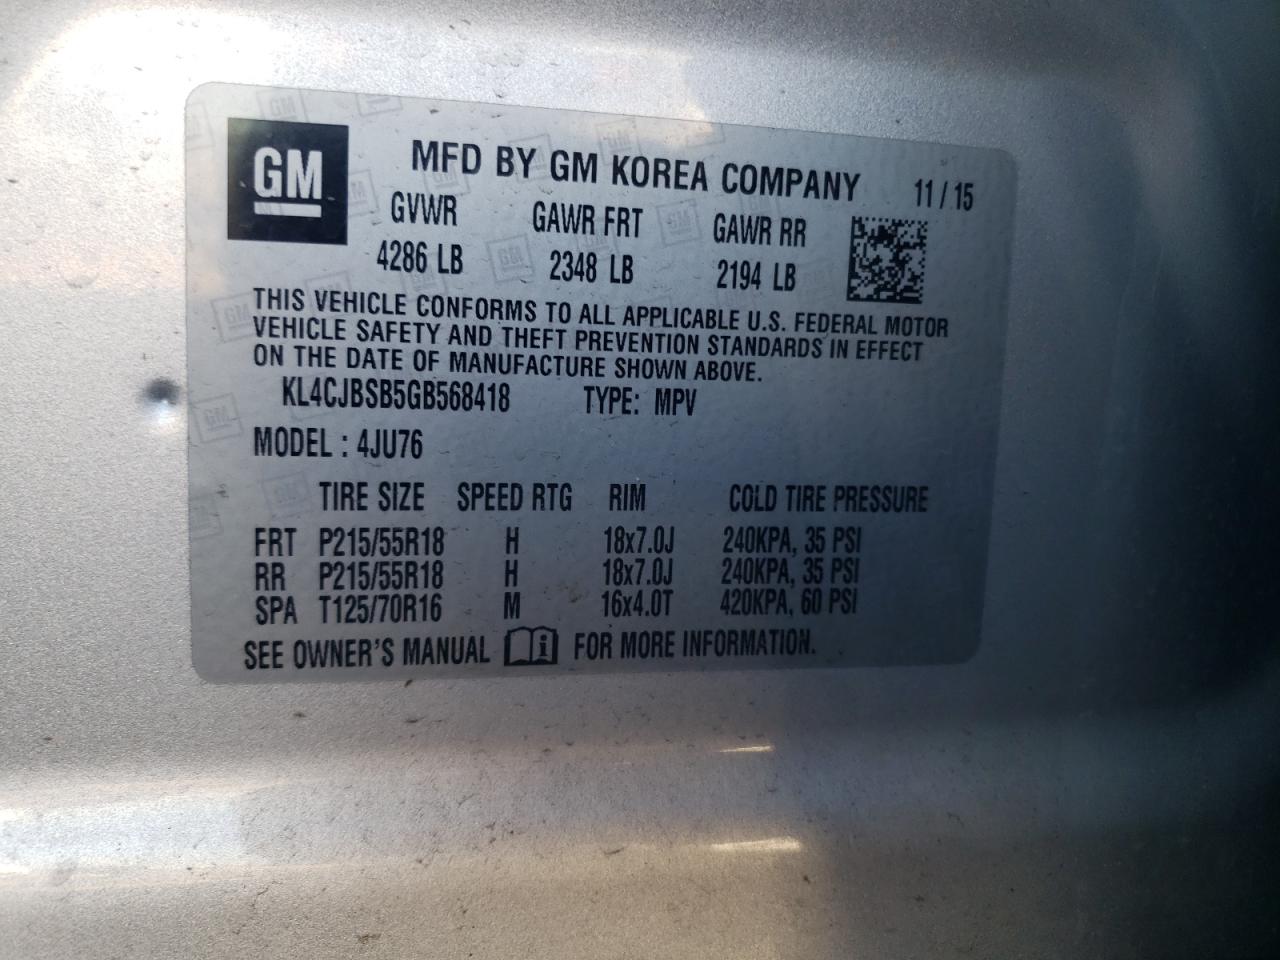 GM
MFD BY GM KOREA COMPANY 11 / 15
GVWR GAWR FRT GAWR RR
4286 LB 2348 LB 2194 LB
THIS VEHICLE CONFORMS TO ALL APPLICABLE U.S. FEDERAL MOTOR
VEHICLE SAFETY AND THEFT PREVENTION STANDARDS IN EFFECT
ON THE DATE OF MANUFACTURE SHOWN ABOVE.
KL4CJBSB5GB568418 TYPE: MPV
MODEL : 4JU76
TIRE SIZE SPEED RTG RIM COLD TIRE PRESSURE
FRT P215/55R18 H 18x7.0J 240KPA, 35 PSI
RR P215/55R18 H 18x7.0J 240KPA, 35 PSI
SPA T125/70R16 M 16x4.0T 420KPA, 60 PSI
SEE OWNER'S MANUAL i FOR MORE INFORMATION.